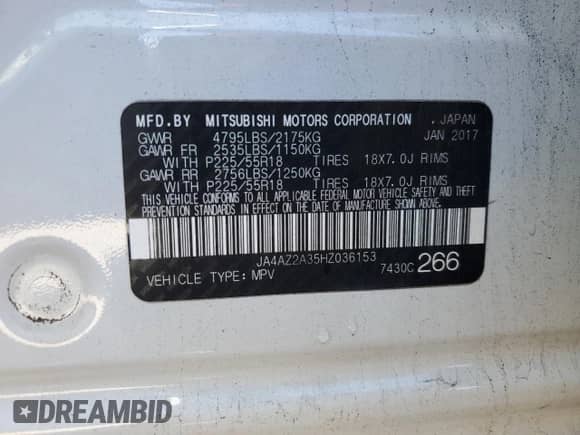 MFD.BY MITSUBISHI MOTORS CORPORATION . JAPAN
GVWR 4795LBS/2175KG JAN 2017
GAWR FR 2535LBS/1150KG
WITH P225/55R18 TIRES 18X7.0J RIMS
GAWR RR 2756LBS/1250KG
WITH P225/55R18 TIRES 18X7.0J RIMS
THIS VEHICLE CONFORMS TO ALL APPLICABLE FEDERAL MOTOR VEHICLE SAFETY AND THEFT
PREVENTION STANDARDS IN EFFECT ON THE DATE OF MANUFACTURE SHOWN ABOVE.
JA4AZ2A35HZ036153
VEHICLE TYPE:MPV 7430C 266
DREAMBID